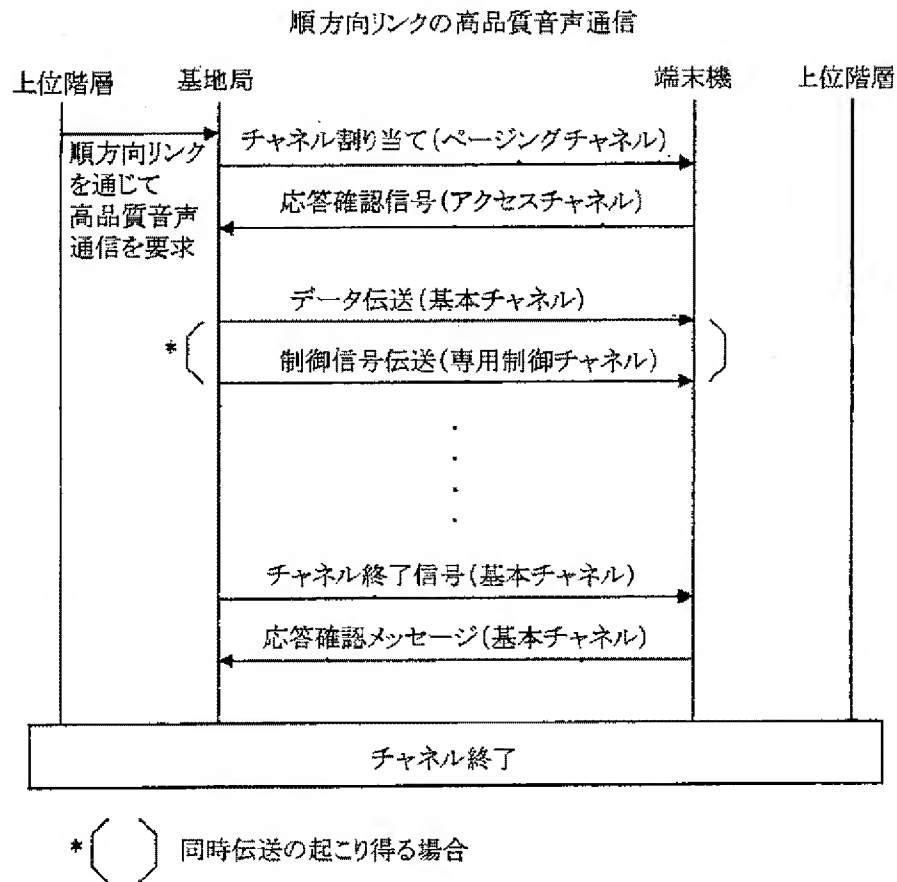 順方向リンクの高品質音声通信
上位階層
基地局
端末機
上位階層
順方向リンク
を通じて
高品質音声
通信を要求
チャネル割り当て(ページングチャネル)
応答確認信号(アクセスチャネル)
データ伝送(基本チャネル)
*
制御信号伝送(専用制御チャネル)
チャネル終了信号(基本チャネル)
応答確認メッセージ(基本チャネル)
チャネル終了
*( ) 同時伝送の起こり得る場合